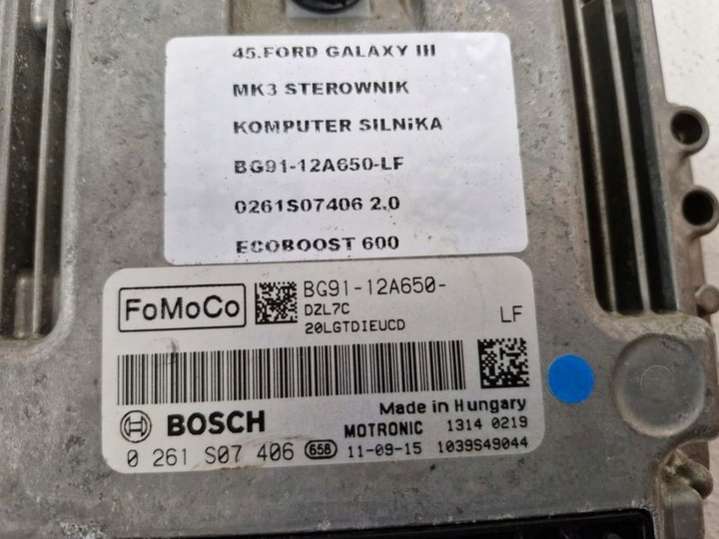 45.FORD GALAXY III
MK3 STEROWNIK
KOMPUTER SILNiKA
BG91-12A650-LF
0261S07406 2.0
ECOBOOST 600
FoMoCo
BG91-12A650-
DZL7C
20LGTDIEUCD
LF
BOSCH
Made in Hungary
MOTRONIC 1314 0219
0 261 S07 406 658 11-09-15 1039S49044